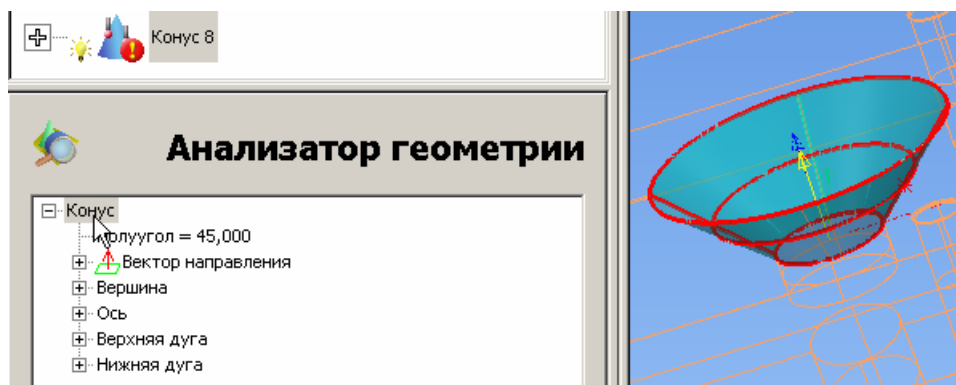 Конус 8
Анализатор геометрии
Конус
олуугол = 45,000
Вектор направления
Вершина
Ось
Верхняя дуга
Нижняя дуга